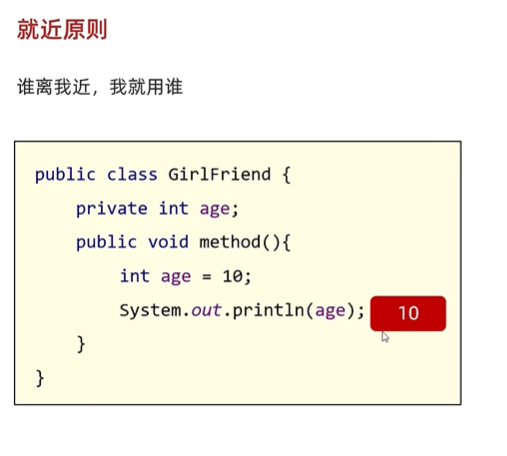 就近原则
谁离我近，我就用谁
public class GirlFriend {
    private int age;
    public void method(){
        int age = 10;
        System.out.println(age); 10
    }
}